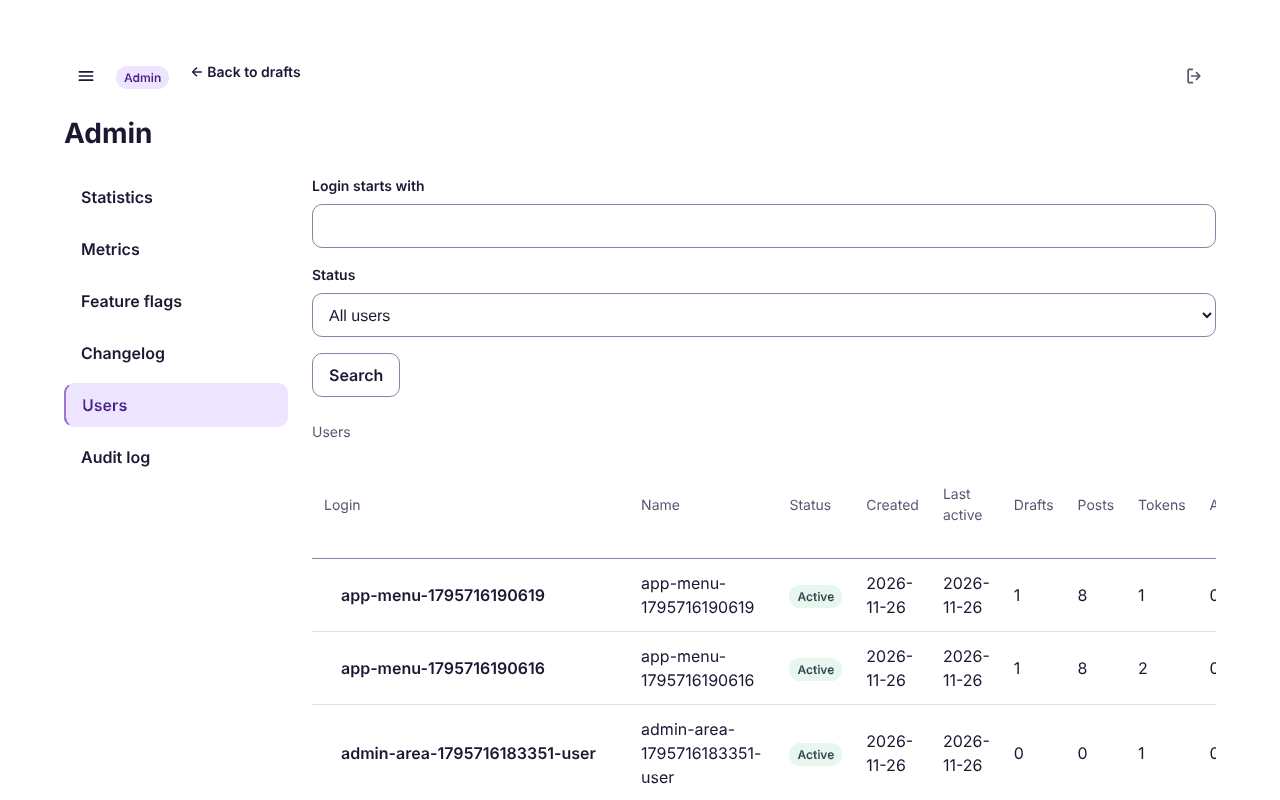 Admin
← Back to drafts
Admin
Statistics
Metrics
Feature flags
Changelog
Users
Audit log
Login starts with
Status
All users
Search
Users
Login Name Status Created Last active Drafts Posts Tokens
app-menu-1795716190619 app-menu-1795716190619 Active 2026-11-26 2026-11-26 1 8 1
app-menu-1795716190616 app-menu-1795716190616 Active 2026-11-26 2026-11-26 1 8 2
admin-area-1795716183351-user admin-area-1795716183351-user Active 2026-11-26 2026-11-26 0 0 1